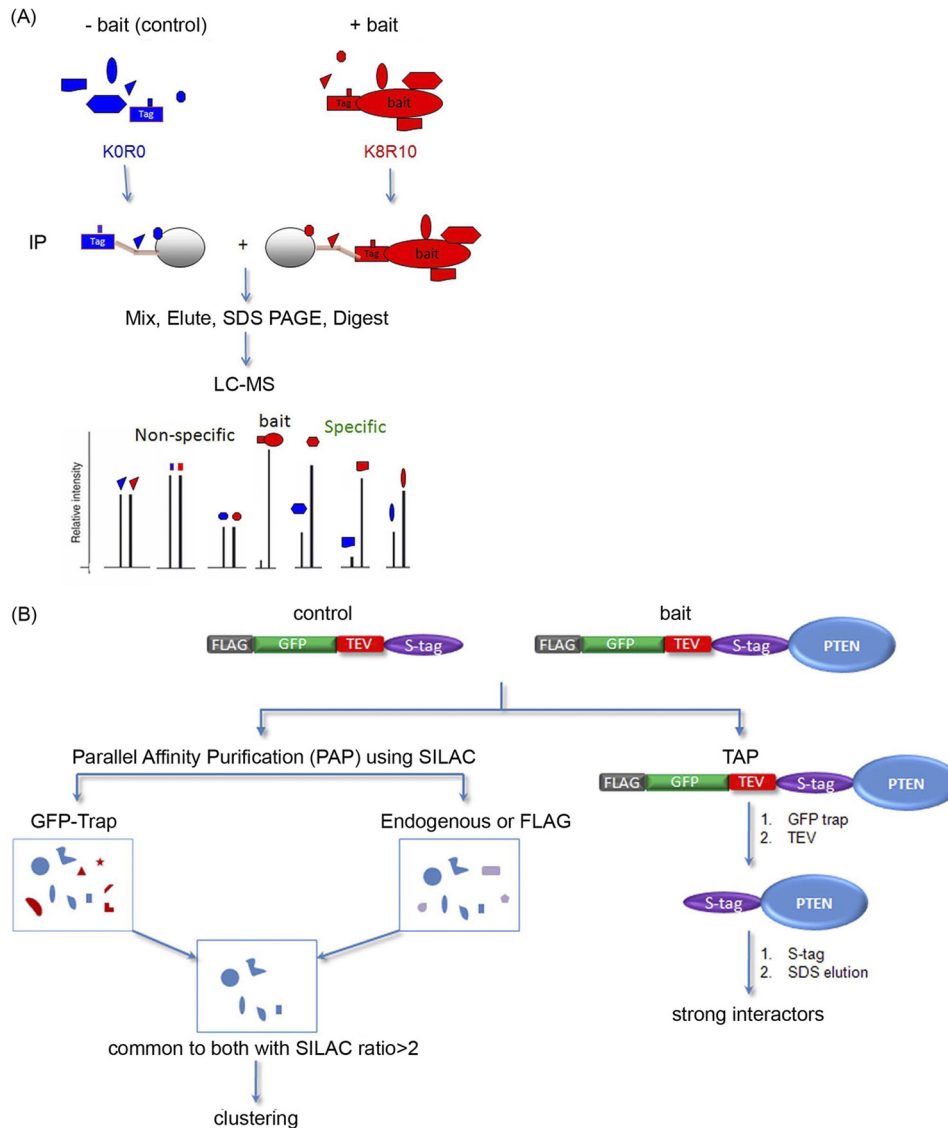 (A)
- bait (control)
+ bait
Tag
Tag
bait
K0R0
K8R10
IP
Tag
+
Tag
bait
Mix, Elute, SDS PAGE, Digest
LC-MS
Non-specific
bait
Specific
Relative intensity
(B)
control
bait
FLAG
GFP
TEV
S-tag
FLAG
GFP
TEV
S-tag
PTEN
Parallel Affinity Purification (PAP) using SILAC
TAP
FLAG
GFP
TEV
S-tag
PTEN
GFP-Trap
Endogenous or FLAG
1. GFP trap
2. TEV
S-tag
PTEN
1. S-tag
2. SDS elution
strong interactors
common to both with SILAC ratio>2
clustering